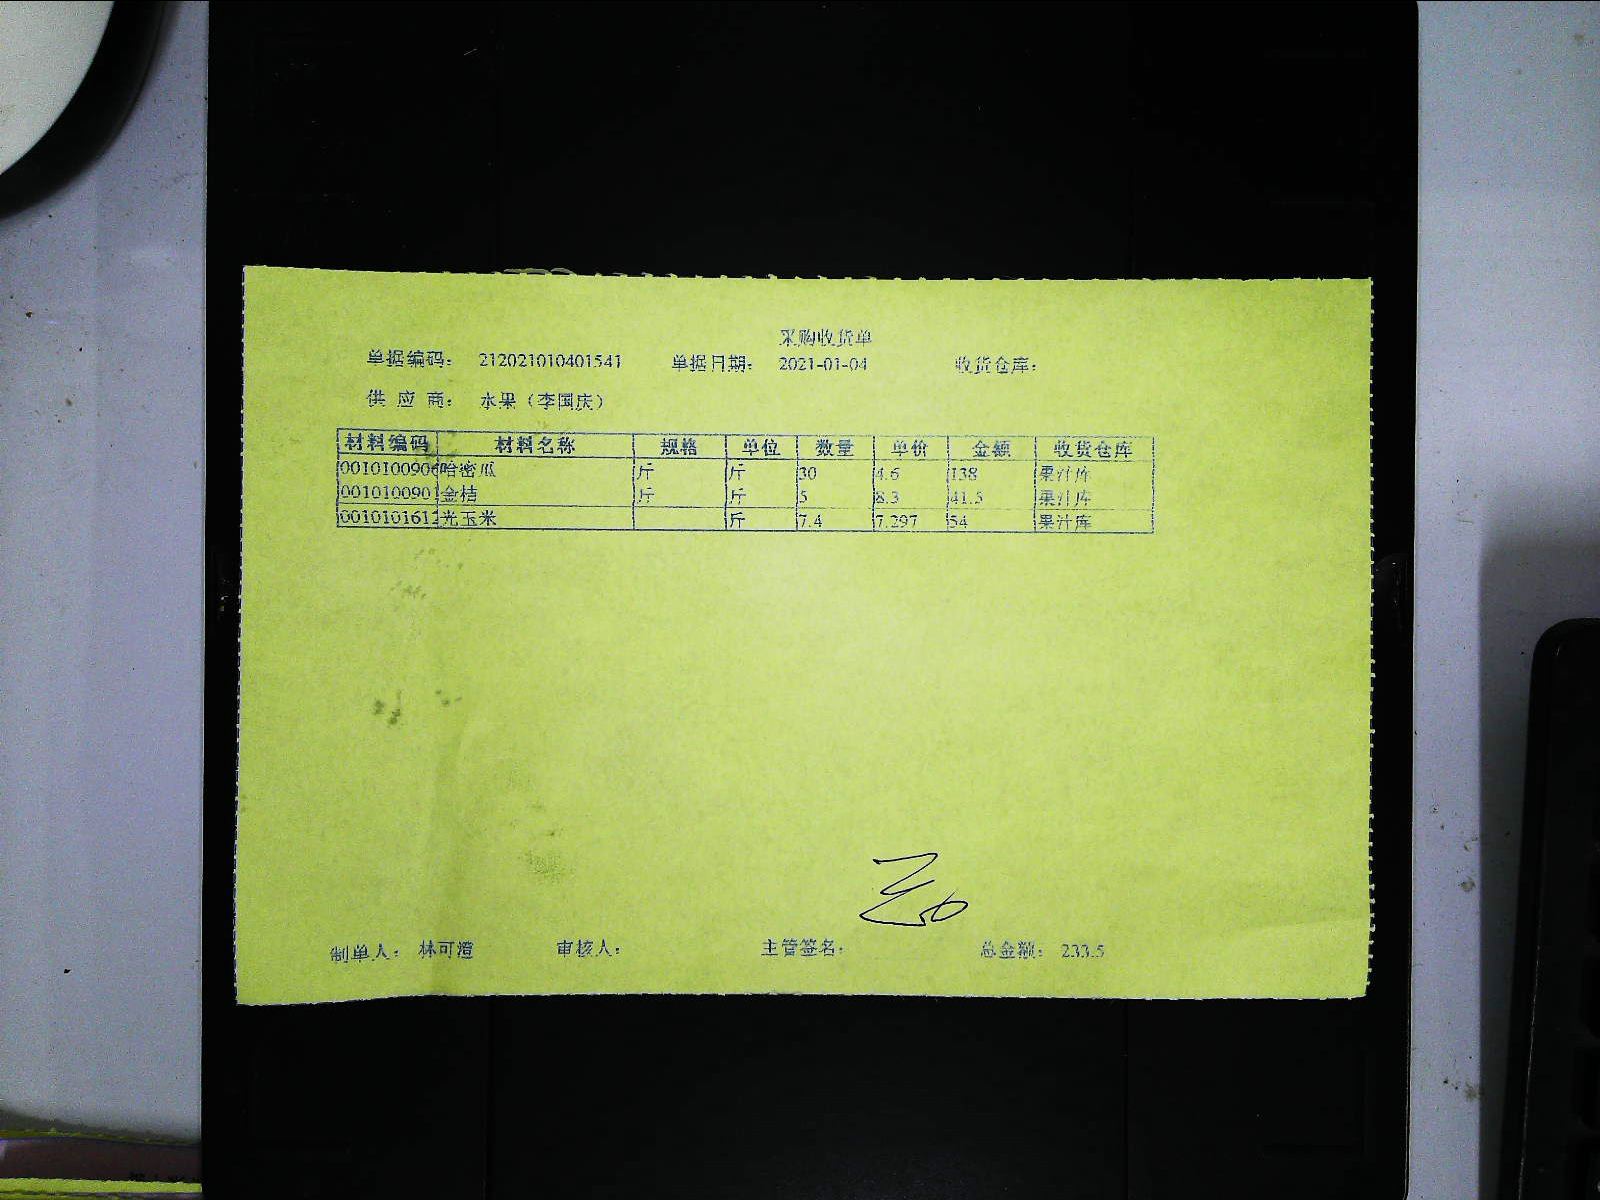 采购收货单
单据编码： 212021010401541 单据日期： 2021-01-04 收货仓库：
供 应 商： 水果（李国庆）
材料编码 材料名称 规格 单位 数量 单价 金额 收货仓库
0010100906 哈密瓜 斤 斤 30 4.6 138 果汁库
0010100901 金桔 斤 斤 5 8.3 41.5 果汁库
0010101612 光玉米 斤 7.4 7.297 54 果汁库
制单人： 林可澄 审核人： 主管签名： 总金额： 233.5